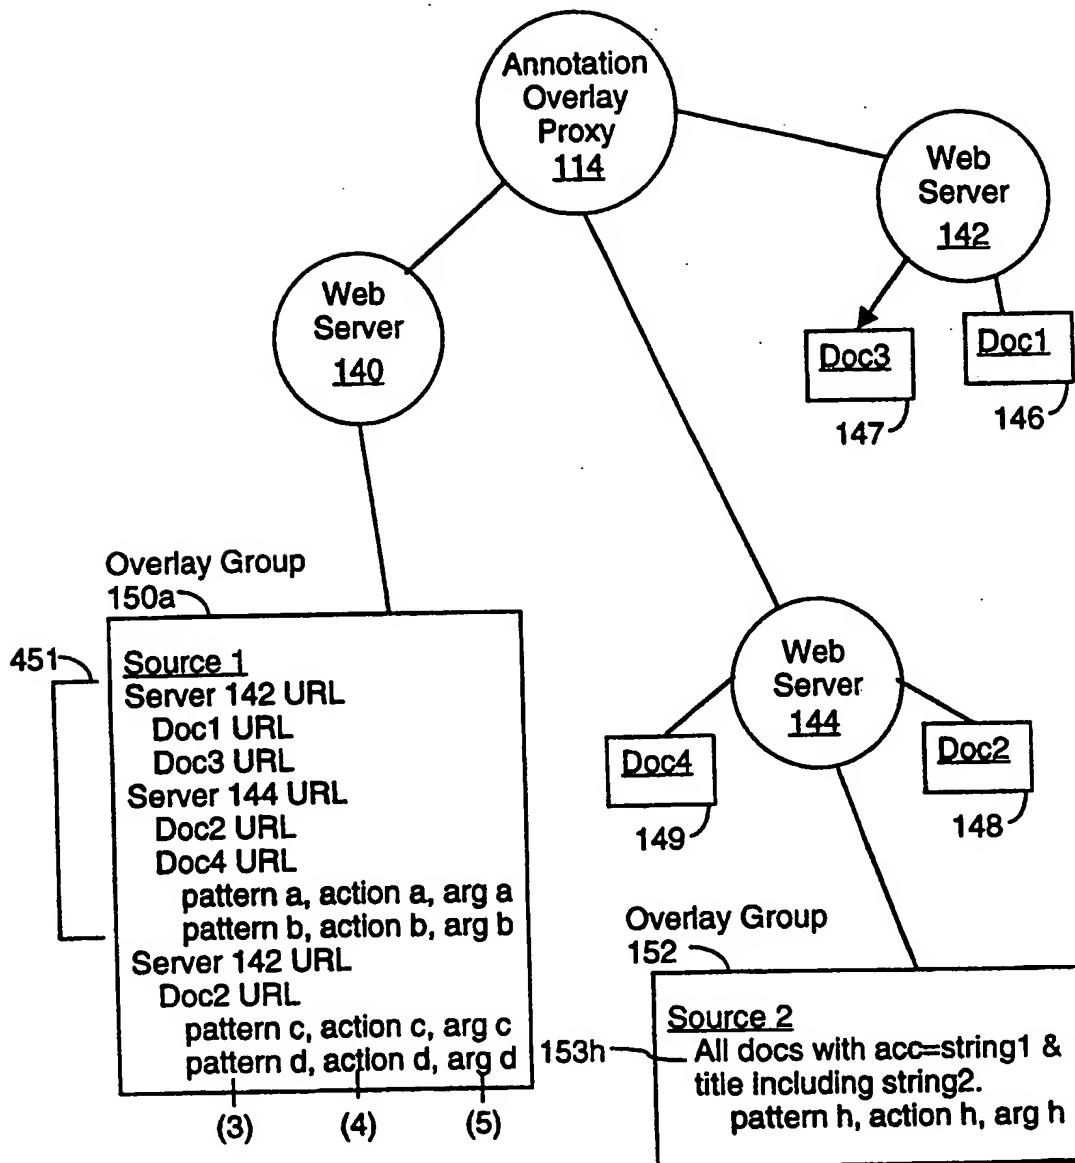 Annotation
Overlay
Proxy
114
Web
Server
142
Web
Server
140
Doc3
Doc1
147
146
Overlay Group
150a
451
Source 1
Server 142 URL
Doc1 URL
Doc3 URL
Server 144 URL
Doc2 URL
Doc4 URL
pattern a, action a, arg a
pattern b, action b, arg b
Server 142 URL
Doc2 URL
pattern c, action c, arg c
pattern d, action d, arg d
(3) (4) (5)
Web
Server
144
Doc4
Doc2
149
148
Overlay Group
152
Source 2
153h
All docs with acc=string1 &
title including string2.
pattern h, action h, arg h